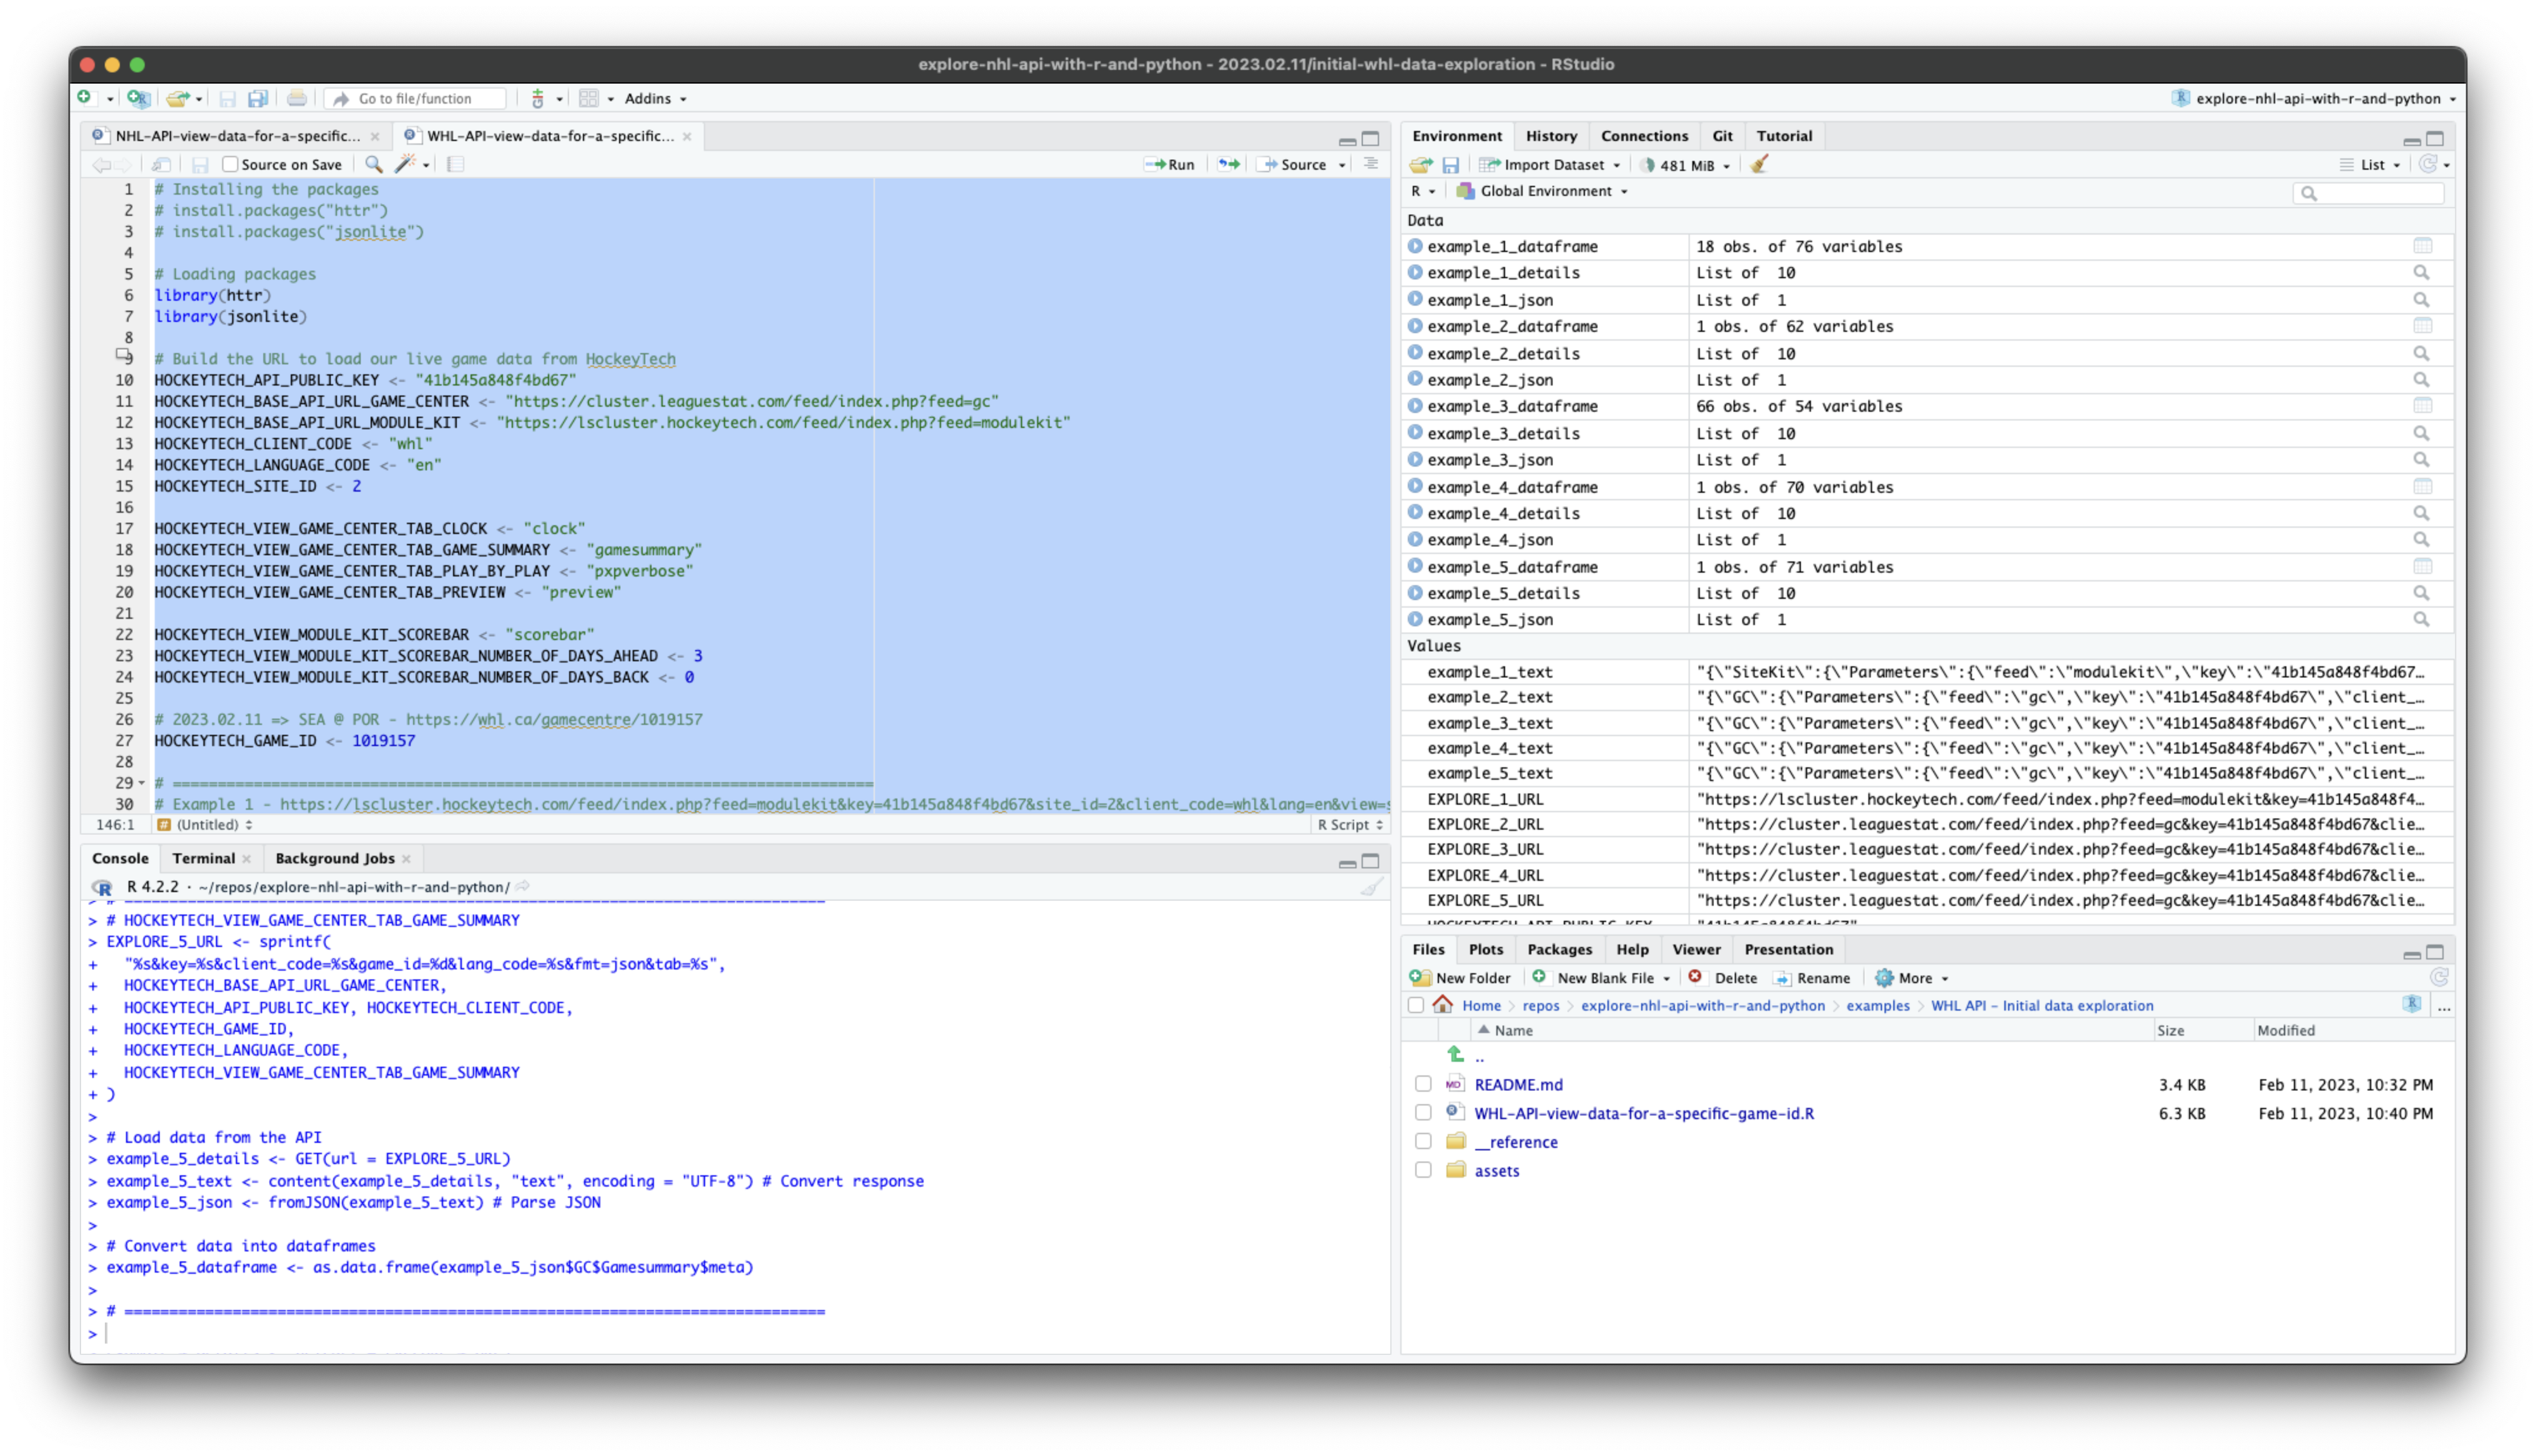 explore-nhl-api-with-r-and-python - 2023.02.11/initial-whl-data-exploration - RStudio
Go to file/function
Addins
explore-nhl-api-with-r-and-python
NHL-API-view-data-for-a-specific...
WHL-API-view-data-for-a-specific...
Source on Save
Run
Source
1 # Installing the packages
2 # install.packages("httr")
3 # install.packages("jsonlite")
4
5 # Loading packages
6 library(httr)
7 library(jsonlite)
8
9 # Build the URL to load our live game data from HockeyTech
10 HOCKEYTECH_API_PUBLIC_KEY <- "41b145a848f4bd67"
11 HOCKEYTECH_BASE_API_URL_GAME_CENTER <- "https://cluster.leaguestat.com/feed/index.php?feed=gc"
12 HOCKEYTECH_BASE_API_URL_MODULE_KIT <- "https://lscluster.hockeytech.com/feed/index.php?feed=modulekit"
13 HOCKEYTECH_CLIENT_CODE <- "whl"
14 HOCKEYTECH_LANGUAGE_CODE <- "en"
15 HOCKEYTECH_SITE_ID <- 2
16
17 HOCKEYTECH_VIEW_GAME_CENTER_TAB_CLOCK <- "clock"
18 HOCKEYTECH_VIEW_GAME_CENTER_TAB_GAME_SUMMARY <- "gamesummary"
19 HOCKEYTECH_VIEW_GAME_CENTER_TAB_PLAY_BY_PLAY <- "pxpverbose"
20 HOCKEYTECH_VIEW_GAME_CENTER_TAB_PREVIEW <- "preview"
21
22 HOCKEYTECH_VIEW_MODULE_KIT_SCOREBAR <- "scorebar"
23 HOCKEYTECH_VIEW_MODULE_KIT_SCOREBAR_NUMBER_OF_DAYS_AHEAD <- 3
24 HOCKEYTECH_VIEW_MODULE_KIT_SCOREBAR_NUMBER_OF_DAYS_BACK <- 0
25
26 # 2023.02.11 => SEA @ POR - https://whl.ca/gamecentre/1019157
27 HOCKEYTECH_GAME_ID <- 1019157
28
29 # ==============================================================================
30 # Example 1 - https://lscluster.hockeytech.com/feed/index.php?feed=modulekit&key=41b145a848f4bd67&site_id=2&client_code=whl&lang=en&view=s
146:1 (Untitled) R Script
Console Terminal Background Jobs
R 4.2.2 · ~/repos/explore-nhl-api-with-r-and-python/
> # ==============================================================================
> # HOCKEYTECH_VIEW_GAME_CENTER_TAB_GAME_SUMMARY
> EXPLORE_5_URL <- sprintf(
+ "%s&key=%s&client_code=%s&game_id=%d&lang_code=%s&fmt=json&tab=%s",
+ HOCKEYTECH_BASE_API_URL_GAME_CENTER,
+ HOCKEYTECH_API_PUBLIC_KEY, HOCKEYTECH_CLIENT_CODE,
+ HOCKEYTECH_GAME_ID,
+ HOCKEYTECH_LANGUAGE_CODE,
+ HOCKEYTECH_VIEW_GAME_CENTER_TAB_GAME_SUMMARY
+ )
>
> # Load data from the API
> example_5_details <- GET(url = EXPLORE_5_URL)
> example_5_text <- content(example_5_details, "text", encoding = "UTF-8") # Convert response
> example_5_json <- fromJSON(example_5_text) # Parse JSON
>
> # Convert data into dataframes
> example_5_dataframe <- as.data.frame(example_5_json$GC$Gamesummary$meta)
>
> # ==============================================================================
>
Environment History Connections Git Tutorial
Import Dataset 481 MiB List
R Global Environment
Data
example_1_dataframe 18 obs. of 76 variables
example_1_details List of 10
example_1_json List of 1
example_2_dataframe 1 obs. of 62 variables
example_2_details List of 10
example_2_json List of 1
example_3_dataframe 66 obs. of 54 variables
example_3_details List of 10
example_3_json List of 1
example_4_dataframe 1 obs. of 70 variables
example_4_details List of 10
example_4_json List of 1
example_5_dataframe 1 obs. of 71 variables
example_5_details List of 10
example_5_json List of 1
Values
example_1_text "{\"SiteKit\":{\"Parameters\":{\"feed\":\"modulekit\",\"key\":\"41b145a848f4bd67…
example_2_text "{\"GC\":{\"Parameters\":{\"feed\":\"gc\",\"key\":\"41b145a848f4bd67\",\"client_…
example_3_text "{\"GC\":{\"Parameters\":{\"feed\":\"gc\",\"key\":\"41b145a848f4bd67\",\"client_…
example_4_text "{\"GC\":{\"Parameters\":{\"feed\":\"gc\",\"key\":\"41b145a848f4bd67\",\"client_…
example_5_text "{\"GC\":{\"Parameters\":{\"feed\":\"gc\",\"key\":\"41b145a848f4bd67\",\"client_…
EXPLORE_1_URL "https://lscluster.hockeytech.com/feed/index.php?feed=modulekit&key=41b145a848f4…
EXPLORE_2_URL "https://cluster.leaguestat.com/feed/index.php?feed=gc&key=41b145a848f4bd67&clie…
EXPLORE_3_URL "https://cluster.leaguestat.com/feed/index.php?feed=gc&key=41b145a848f4bd67&clie…
EXPLORE_4_URL "https://cluster.leaguestat.com/feed/index.php?feed=gc&key=41b145a848f4bd67&clie…
EXPLORE_5_URL "https://cluster.leaguestat.com/feed/index.php?feed=gc&key=41b145a848f4bd67&clie…
HOCKEYTECH_API_PUBLIC_KEY "41b145a848f4bd67"
Files Plots Packages Help Viewer Presentation
New Folder New Blank File Delete Rename More
Home repos explore-nhl-api-with-r-and-python examples WHL API – Initial data exploration ...
Name Size Modified
..
README.md 3.4 KB Feb 11, 2023, 10:32 PM
WHL-API-view-data-for-a-specific-game-id.R 6.3 KB Feb 11, 2023, 10:40 PM
__reference
assets